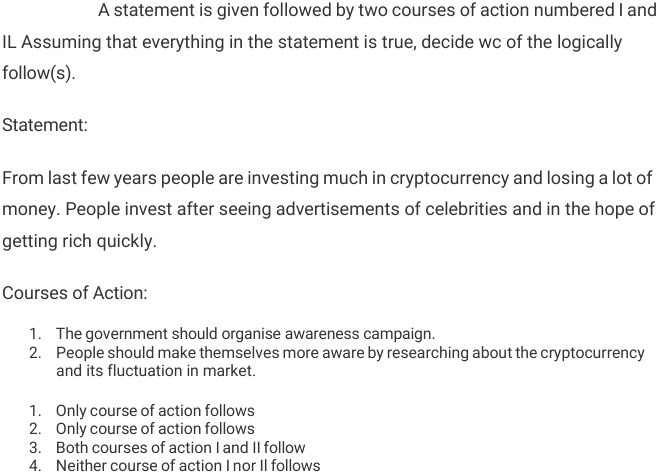 A statement is given followed by two courses of action numbered I and
IL Assuming that everything in the statement is true, decide wc of the logically
follow(s).
Statement:
From last few years people are investing much in cryptocurrency and losing a lot of
money. People invest after seeing advertisements of celebrities and in the hope of
getting rich quickly.
Courses of Action:
1. The government should organise awareness campaign.
2. People should make themselves more aware by researching about the cryptocurrency
and its fluctuation in market.
1. Only course of action follows
2. Only course of action follows
3. Both courses of action I and II follow
4. Neither course of action I nor Il follows